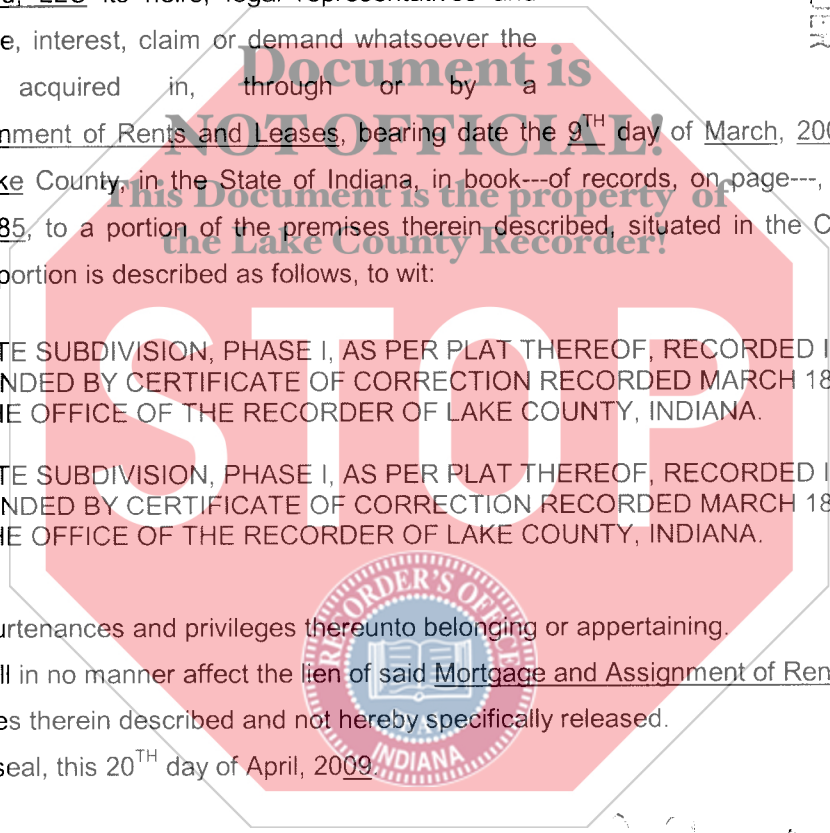 LLC its heirs, legal representatives and
e, interest, claim or demand whatsoever the
Document is
acquired in, through or by a
NOT OFFICIAL!
nment of Rents and Leases, bearing date the 9TH day of March, 200
ke County, in the State of Indiana, in book---of records, on page---,
This Document is the property of
85, to a portion of the premises therein described, situated in the C
the Lake County Recorder!
portion is described as follows, to wit:
STOP
TE SUBDIVISION, PHASE I, AS PER PLAT THEREOF, RECORDED I
NDED BY CERTIFICATE OF CORRECTION RECORDED MARCH 18
HE OFFICE OF THE RECORDER OF LAKE COUNTY, INDIANA.
TE SUBDIVISION, PHASE I, AS PER PLAT THEREOF, RECORDED I
NDED BY CERTIFICATE OF CORRECTION RECORDED MARCH 18
HE OFFICE OF THE RECORDER OF LAKE COUNTY, INDIANA.
RECORDER'S OFFICE
urtenances and privileges thereunto belonging or appertaining.
ll in no manner affect the lien of said Mortgage and Assignment of Ren
SEAL
es therein described and not hereby specifically released.
INDIANA
seal, this 20TH day of April, 2009.